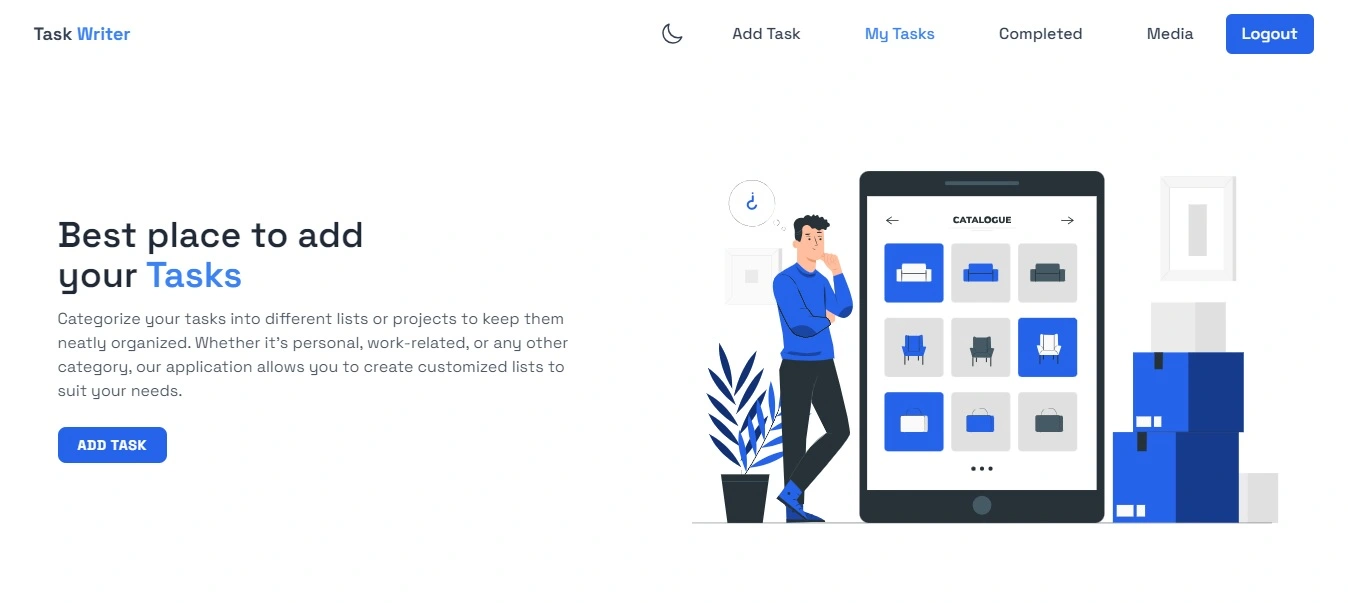 Task Writer
Add Task
My Tasks
Completed
Media
Logout
Best place to add
your Tasks
Categorize your tasks into different lists or projects to keep them
neatly organized. Whether it's personal, work-related, or any other
category, our application allows you to create customized lists to
suit your needs.
ADD TASK
¿
CATALOGUE